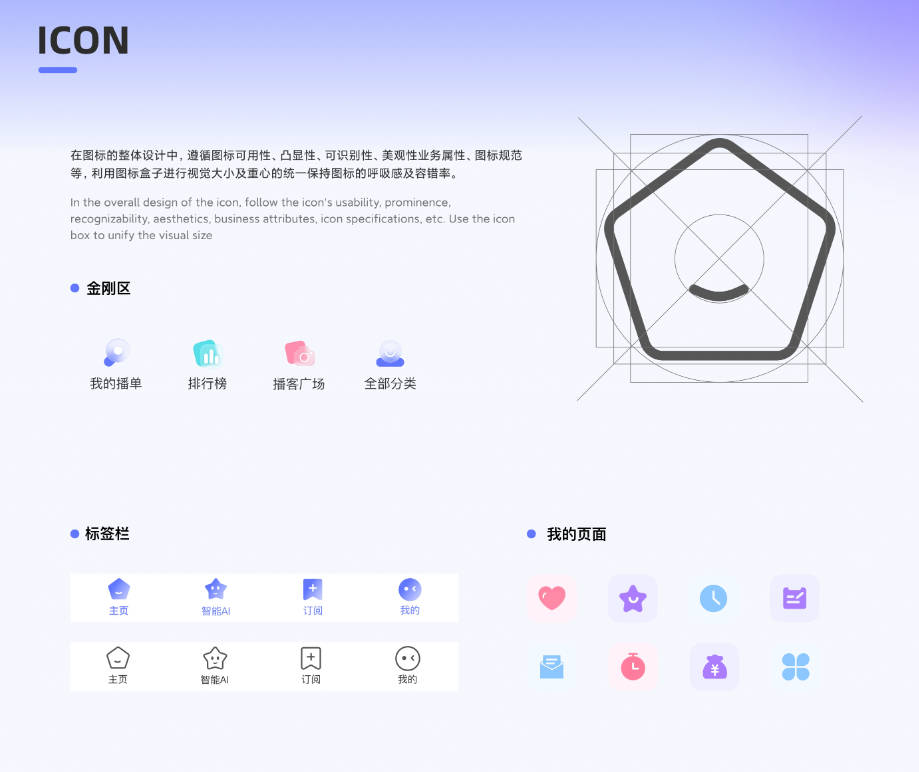 ICON
在图标的整体设计中，遵循图标可用性、凸显性、可识别性、美观性业务属性、图标规范
等，利用图标盒子进行视觉大小及重心的统一保持图标的呼吸感及容错率。
In the overall design of the icon, follow the icon's usability, prominence,
recognizability, aesthetics, business attributes, icon specifications, etc. Use the icon
box to unify the visual size
金刚区
我的播单 排行榜 播客广场 全部分类
标签栏
主页 智能AI 订阅 我的
主页 智能AI 订阅 我的
我的页面
¥